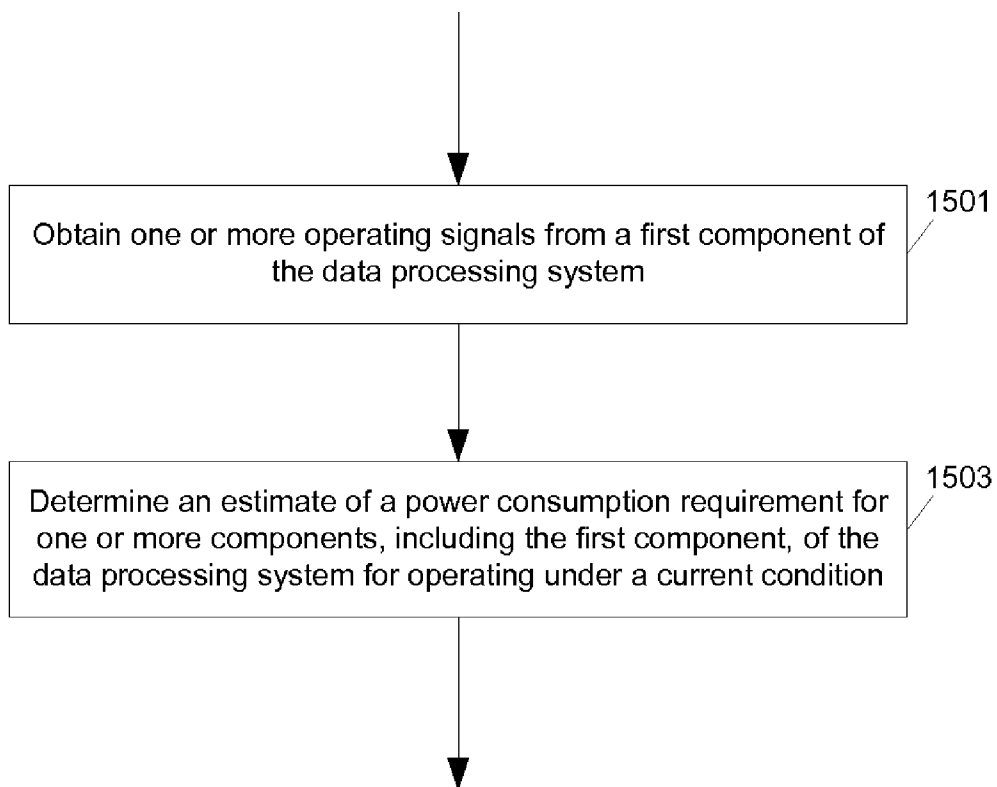 1501
Obtain one or more operating signals from a first component of
the data processing system
1503
Determine an estimate of a power consumption requirement for
one or more components, including the first component, of the
data processing system for operating under a current condition